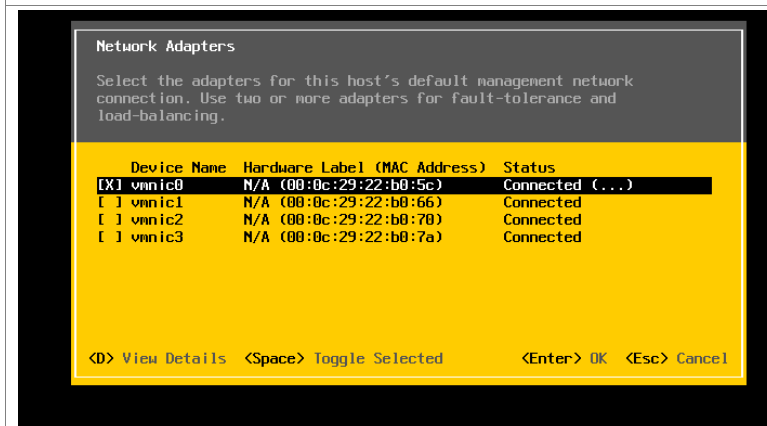 Network Adapters
Select the adapters for this host's default management network
connection. Use two or more adapters for fault-tolerance and
load-balancing.
Device Name Hardware Label (MAC Address) Status
[X] vmnic0 N/A (00:0c:29:22:b0:5c) Connected (...)
[ ] vmnic1 N/A (00:0c:29:22:b0:66) Connected
[ ] vmnic2 N/A (00:0c:29:22:b0:70) Connected
[ ] vmnic3 N/A (00:0c:29:22:b0:7a) Connected
<D> View Details <Space> Toggle Selected <Enter> OK <Esc> Cancel